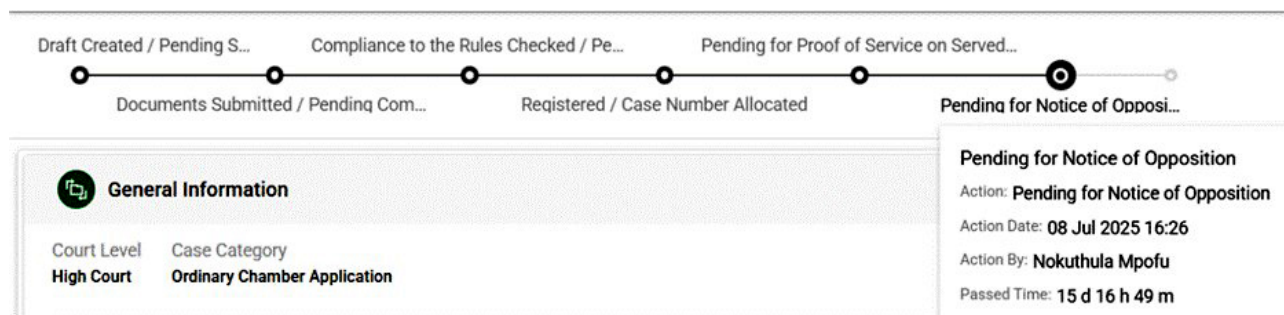 Draft Created / Pending S...
Compliance to the Rules Checked / Pe...
Pending for Proof of Service on Served...
Documents Submitted / Pending Com...
Registered / Case Number Allocated
Pending for Notice of Opposi...
Pending for Notice of Opposition
Action: Pending for Notice of Opposition
Action Date: 08 Jul 2025 16:26
Action By: Nokuthula Mpofu
Passed Time: 15 d 16 h 49 m
General Information
Court Level Case Category
High Court Ordinary Chamber Application